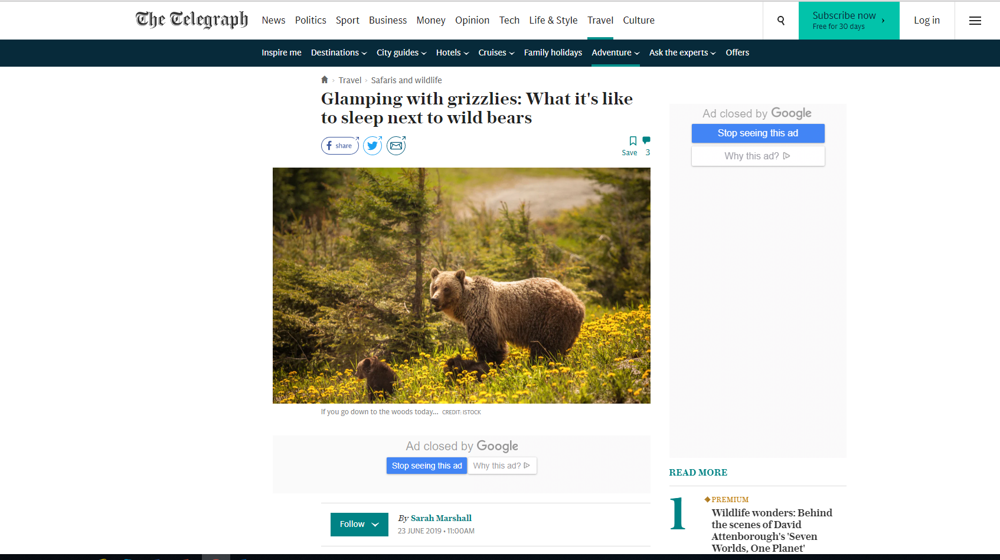 The Telegraph
News Politics Sport Business Money Opinion Tech Life & Style Travel Culture
Subscribe now
Free for 30 days
Log in
Inspire me Destinations City guides Hotels Cruises Family holidays Adventure Ask the experts Offers
Travel Safaris and wildlife
Glamping with grizzlies: What it's like
to sleep next to wild bears
share
Save 3
If you go down to the woods today... CREDIT: ISTOCK
Ad closed by Google
Stop seeing this ad Why this ad?
Follow
By Sarah Marshall
23 JUNE 2019 • 11:00AM
Ad closed by Google
Stop seeing this ad
Why this ad?
READ MORE
1
PREMIUM
Wildlife wonders: Behind
the scenes of David
Attenborough's 'Seven
Worlds, One Planet'